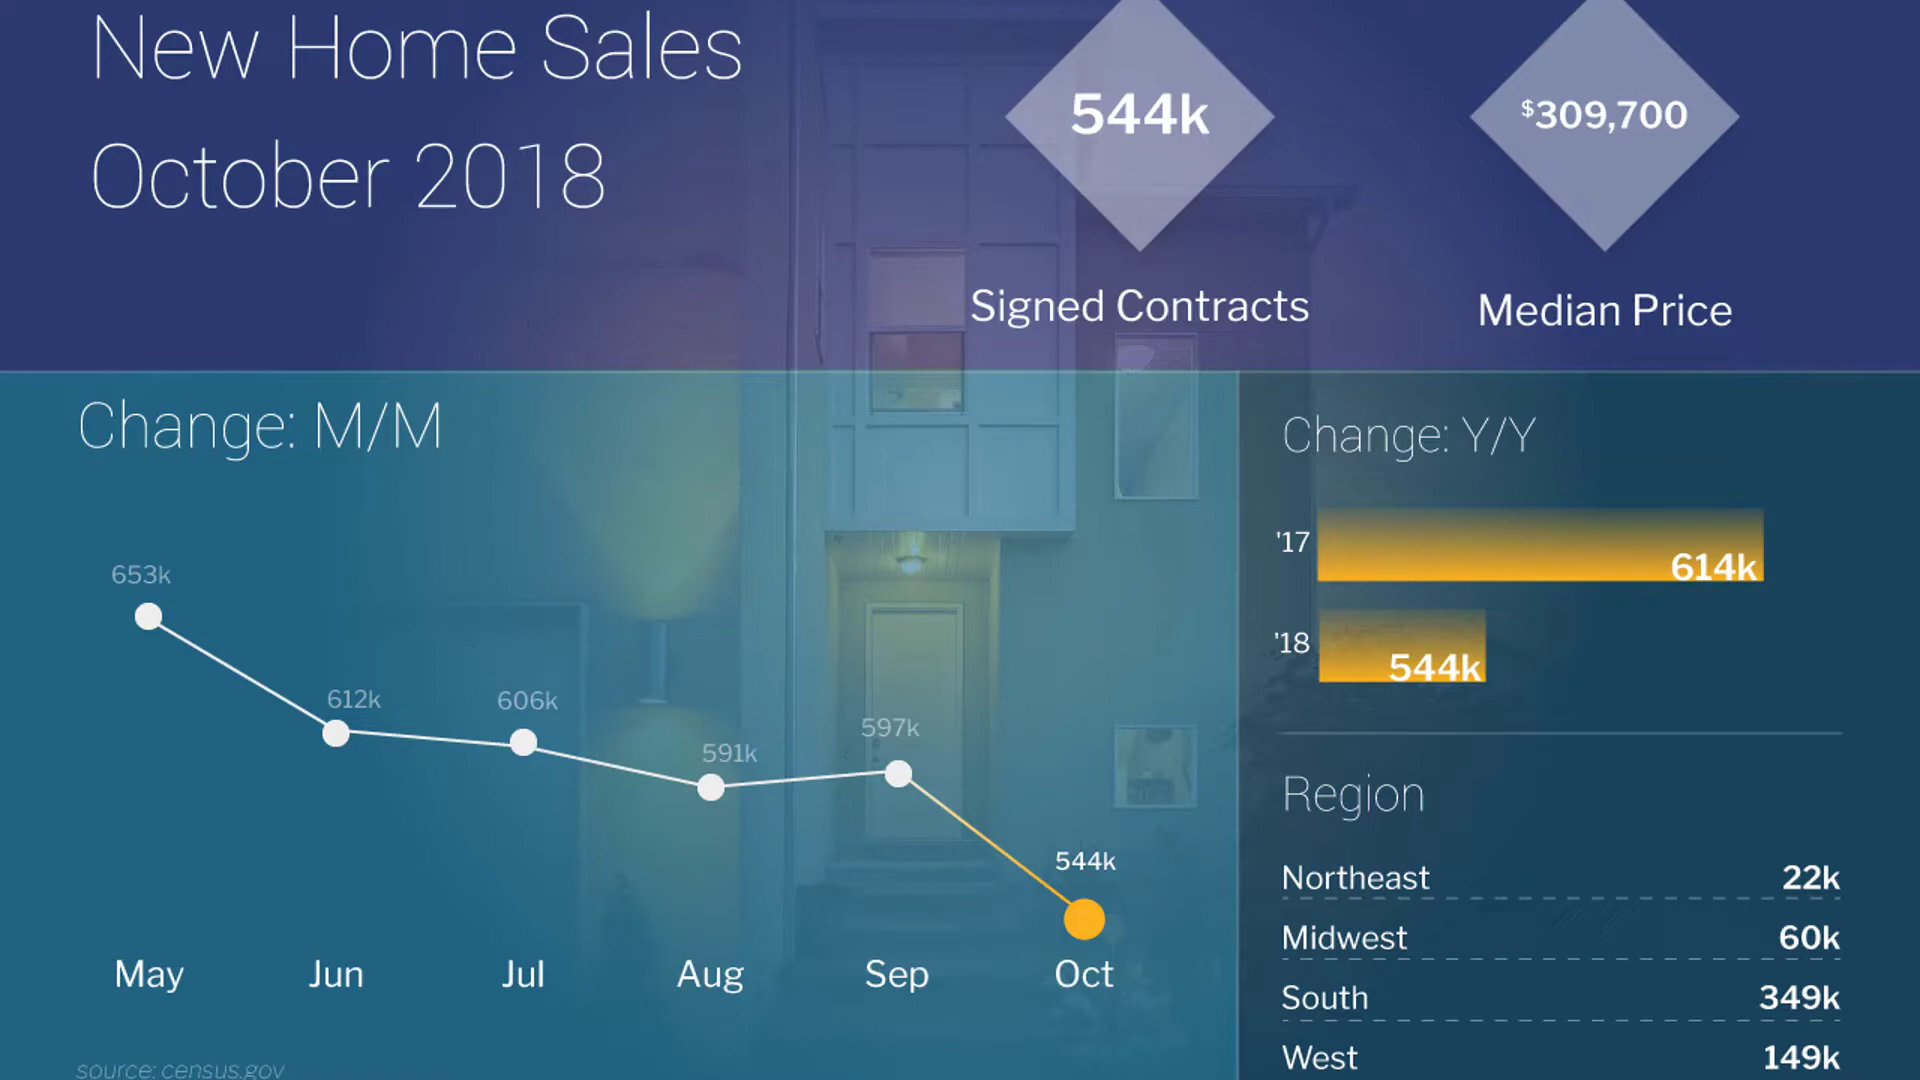 New Home Sales
October 2018
544k
Signed Contracts
$309,700
Median Price
Change: M/M
653k
612k
606k
591k
597k
544k
May
Jun
Jul
Aug
Sep
Oct
source: census.gov
Change: Y/Y
'17
614k
'18
544k
Region
Northeast 22k
Midwest 60k
South 349k
West 149k